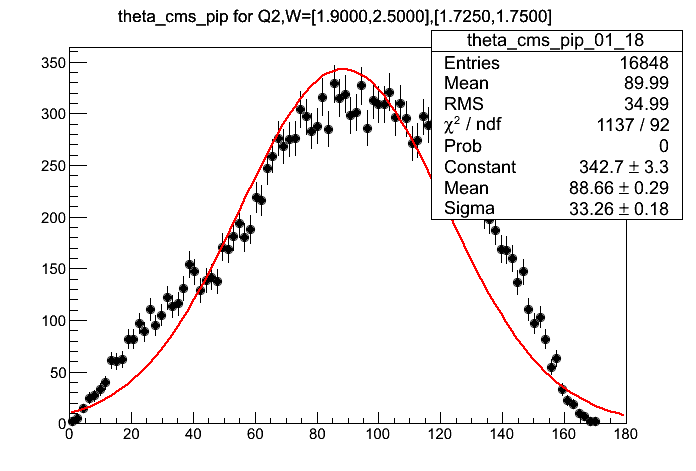 theta_cms_pip for Q2,W=[1.9000,2.5000],[1.7250,1.7500]
theta_cms_pip_01_18
Entries 16848
Mean 89.99
RMS 34.99
χ² / ndf 1137 / 92
Prob 0
Constant 342.7 ± 3.3
Mean 88.66 ± 0.29
Sigma 33.26 ± 0.18
350
300
250
200
150
100
50
0
0 20 40 60 80 100 120 140 160 180